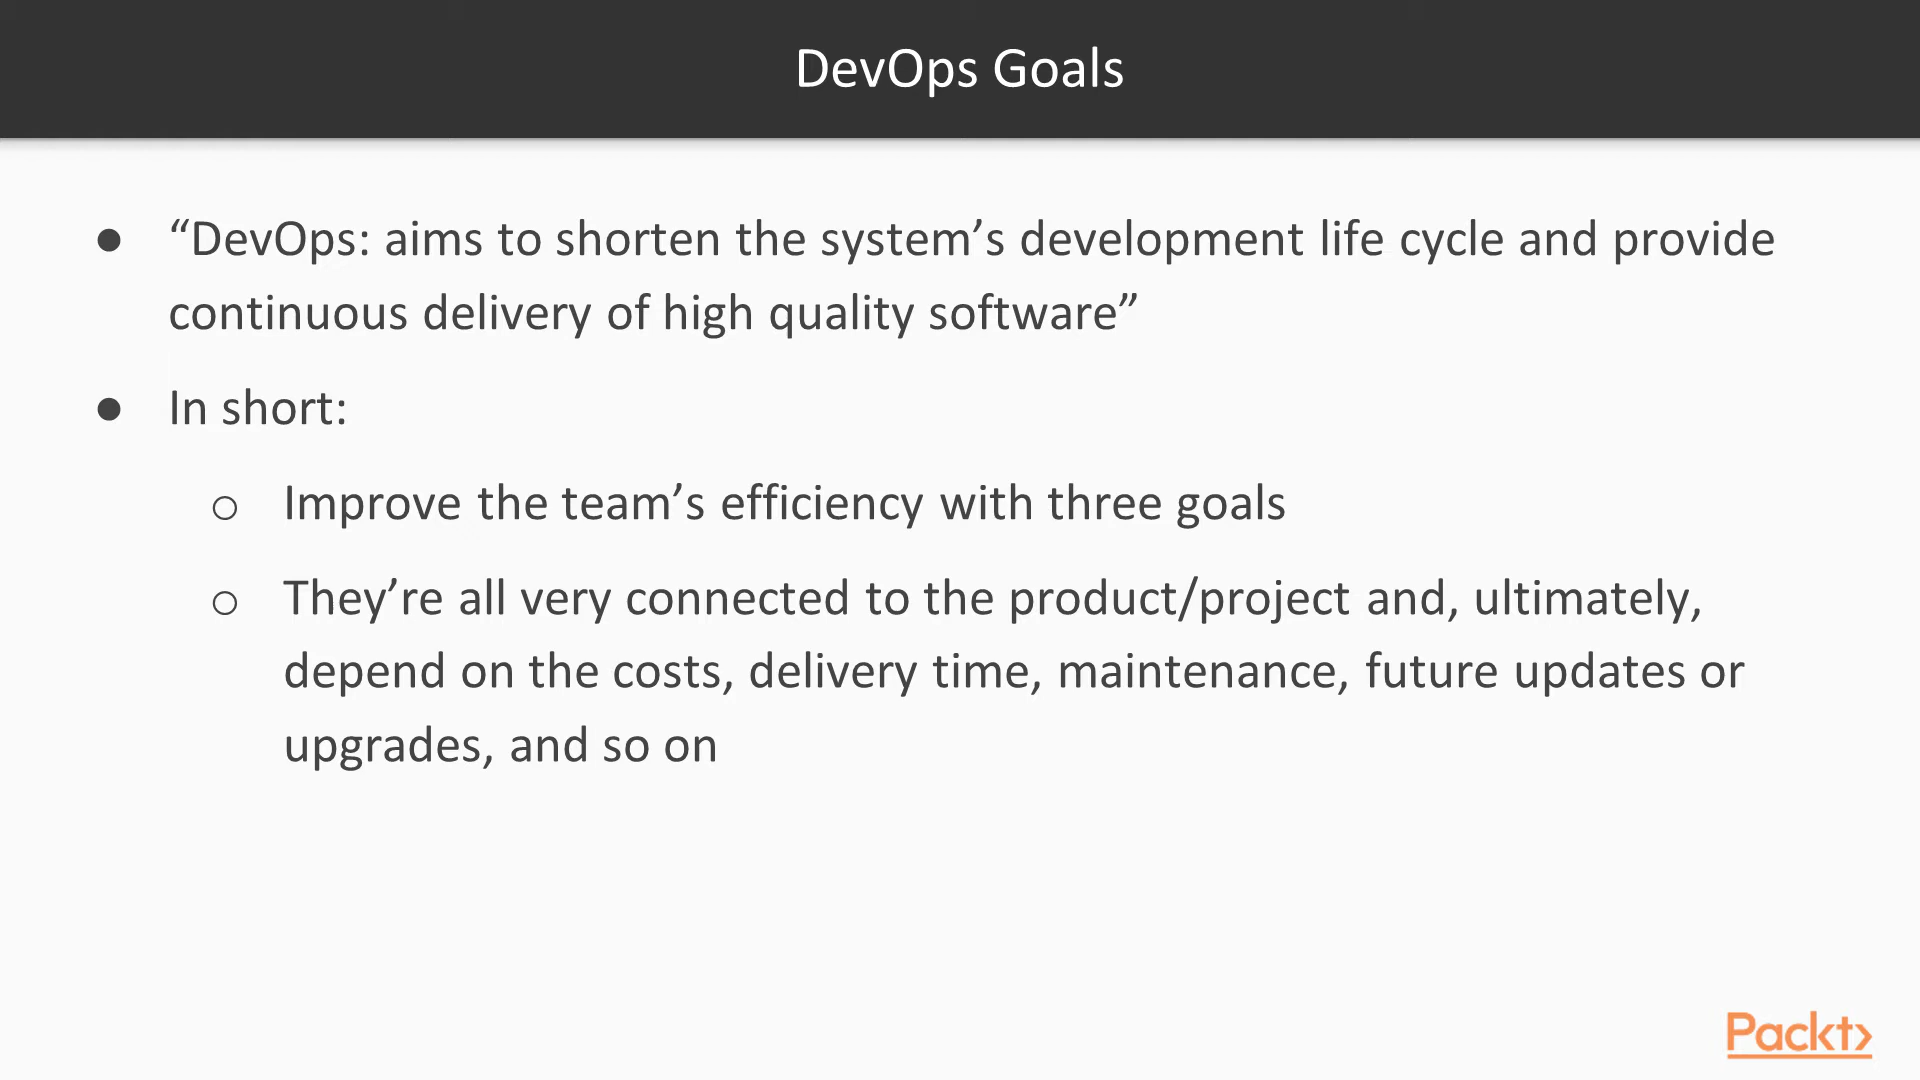 DevOps Goals
● “DevOps: aims to shorten the system’s development life cycle and provide
continuous delivery of high quality software”
● In short:
○ Improve the team’s efficiency with three goals
○ They’re all very connected to the product/project and, ultimately,
depend on the costs, delivery time, maintenance, future updates or
upgrades, and so on
Packt>